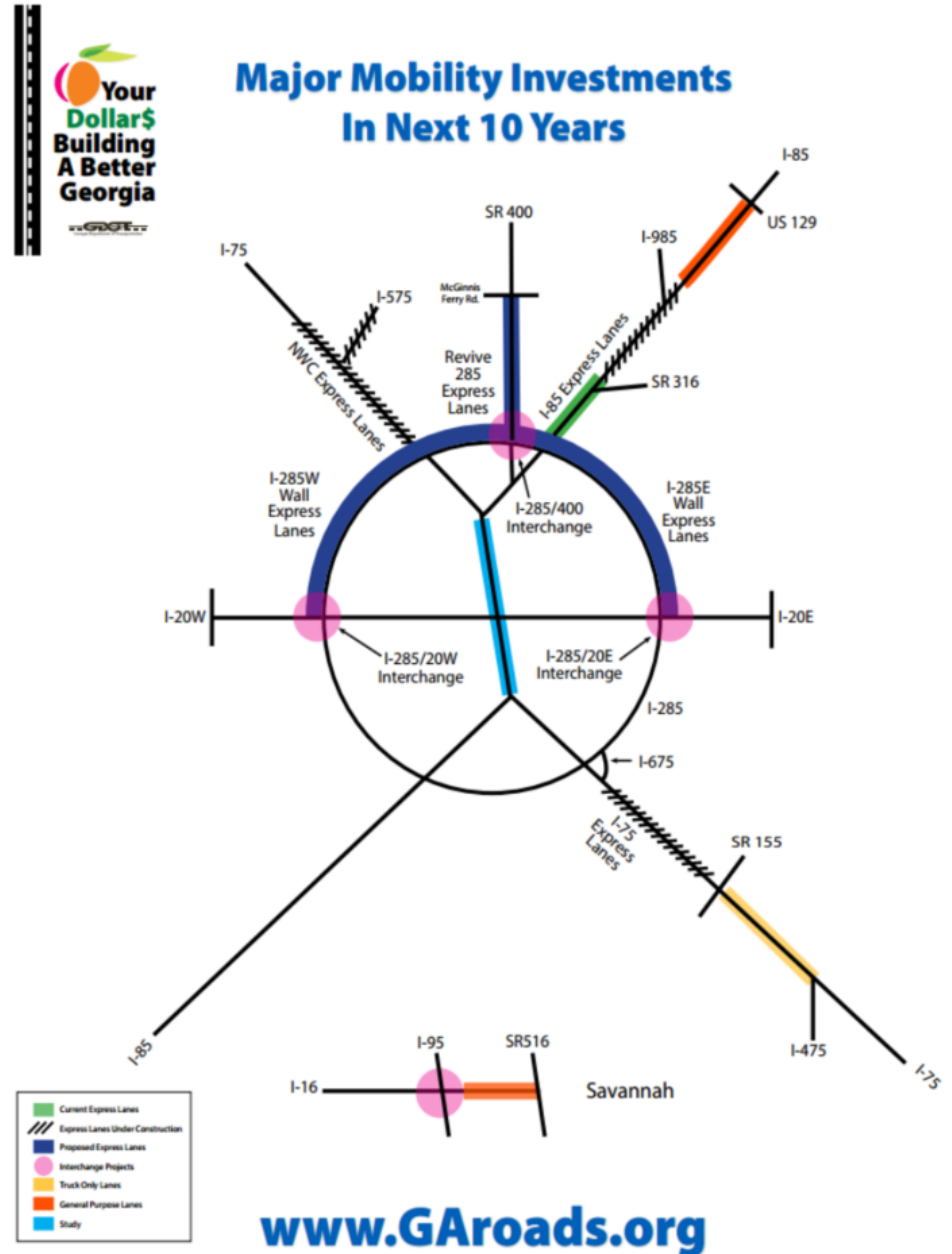 Your
Dollar$
Building
A Better
Georgia
GDOT
Major Mobility Investments
In Next 10 Years
I-85
US 129
SR 400
I-985
I-75
I-575
McGinnis
Ferry Rd.
NWC Express Lanes
Revive
285
Express
Lanes
I-85 Express Lanes
SR 316
I-285W
Wall
Express
Lanes
I-285/400
Interchange
I-285E
Wall
Express
Lanes
I-20W
I-20E
I-285/20W
Interchange
I-285/20E
Interchange
I-285
I-675
I-75
Express
Lanes
SR 155
I-85
I-475
I-75
I-95
SR516
I-16
Savannah
Current Express Lanes
Express Lanes Under Construction
Proposed Express Lanes
Interchange Projects
Truck Only Lanes
General Purpose Lanes
Study
www.GAroads.org